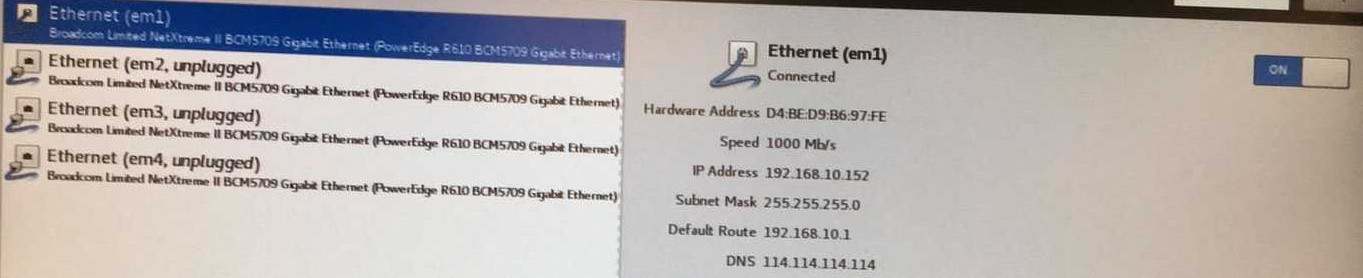 Ethernet (em1)
Broadcom Limited NetXtreme II BCM5709 Gigabit Ethernet (PowerEdge R610 BCM5709 Gigabit Ethernet)
Ethernet (em2, unplugged)
Broadcom Limited NetXtreme II BCM5709 Gigabit Ethernet (PowerEdge R610 BCM5709 Gigabit Ethernet)
Ethernet (em3, unplugged)
Broadcom Limited NetXtreme II BCM5709 Gigabit Ethernet (PowerEdge R610 BCM5709 Gigabit Ethernet)
Ethernet (em4, unplugged)
Broadcom Limited NetXtreme II BCM5709 Gigabit Ethernet (PowerEdge R610 BCM5709 Gigabit Ethernet)
Ethernet (em1)
Connected
ON
Hardware Address D4:BE:D9:B6:97:FE
Speed 1000 Mb/s
IP Address 192.168.10.152
Subnet Mask 255.255.255.0
Default Route 192.168.10.1
DNS 114.114.114.114